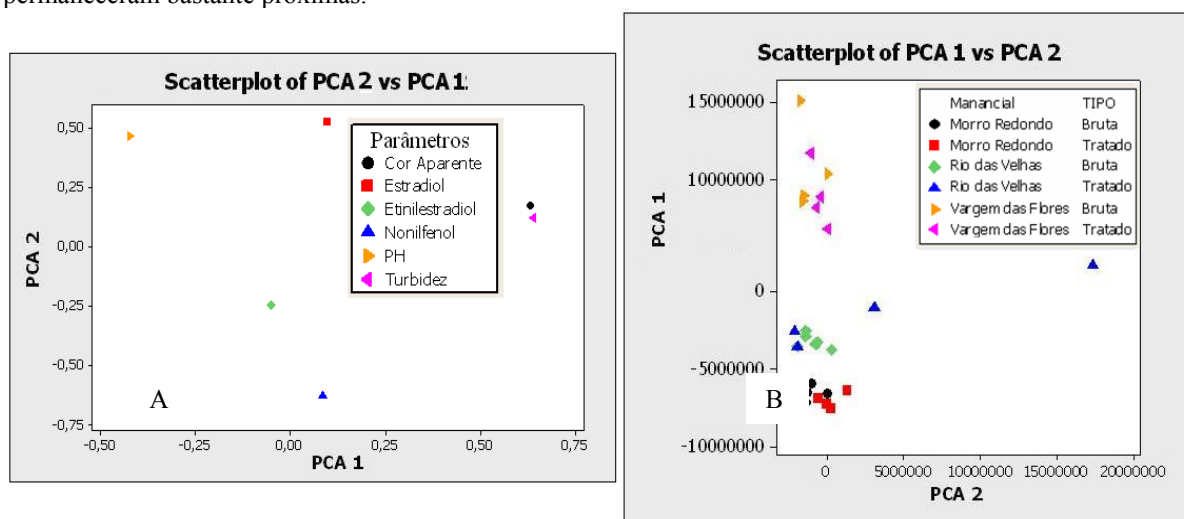 permaneceram bastante próximas.
Scatterplot of PCA 2 vs PCA 1:
0,50
0,25
0,00
-0,25
-0,50
-0,75
PCA 2
Parâmetros
Cor Aparente
Estradiol
Etinilestradiol
Nonilfenol
PH
Turbidez
A
-0,50 -0,25 0,00 0,25 0,50 0,75
PCA 1
Scatterplot of PCA 1 vs PCA 2
15000000
10000000
0
-5000000
-10000000
PCA 1
Manancial TIPO
Morro Redondo Bruta
Morro Redondo Tratado
Rio das Velhas Bruta
Rio das Velhas Tratado
Vargem das Flores Bruta
Vargem das Flores Tratado
B
0 5000000 10000000 15000000 20000000
PCA 2